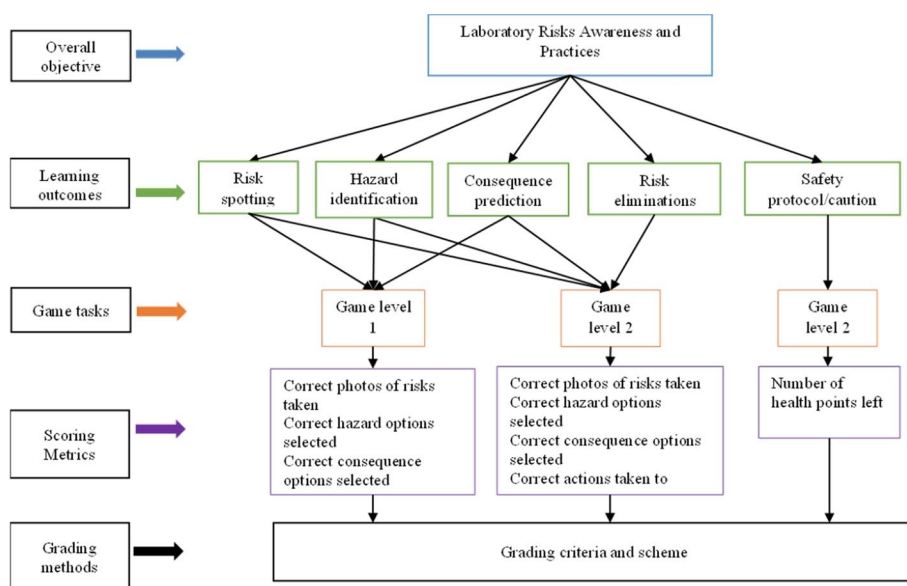 Overall
objective
Laboratory Risks Awareness and
Practices
Learning
outcomes
Risk
spotting
Hazard
identification
Consequence
prediction
Risk
eliminations
Safety
protocol/caution
Game tasks
Game level
1
Game
level 2
Game
level 2
Scoring
Metrics
Correct photos of risks
taken
Correct hazard options
selected
Correct consequence
options selected
Correct photos of risks taken
Correct hazard options
selected
Correct consequence options
selected
Correct actions taken to
Number of
health points left
Grading
methods
Grading criteria and scheme